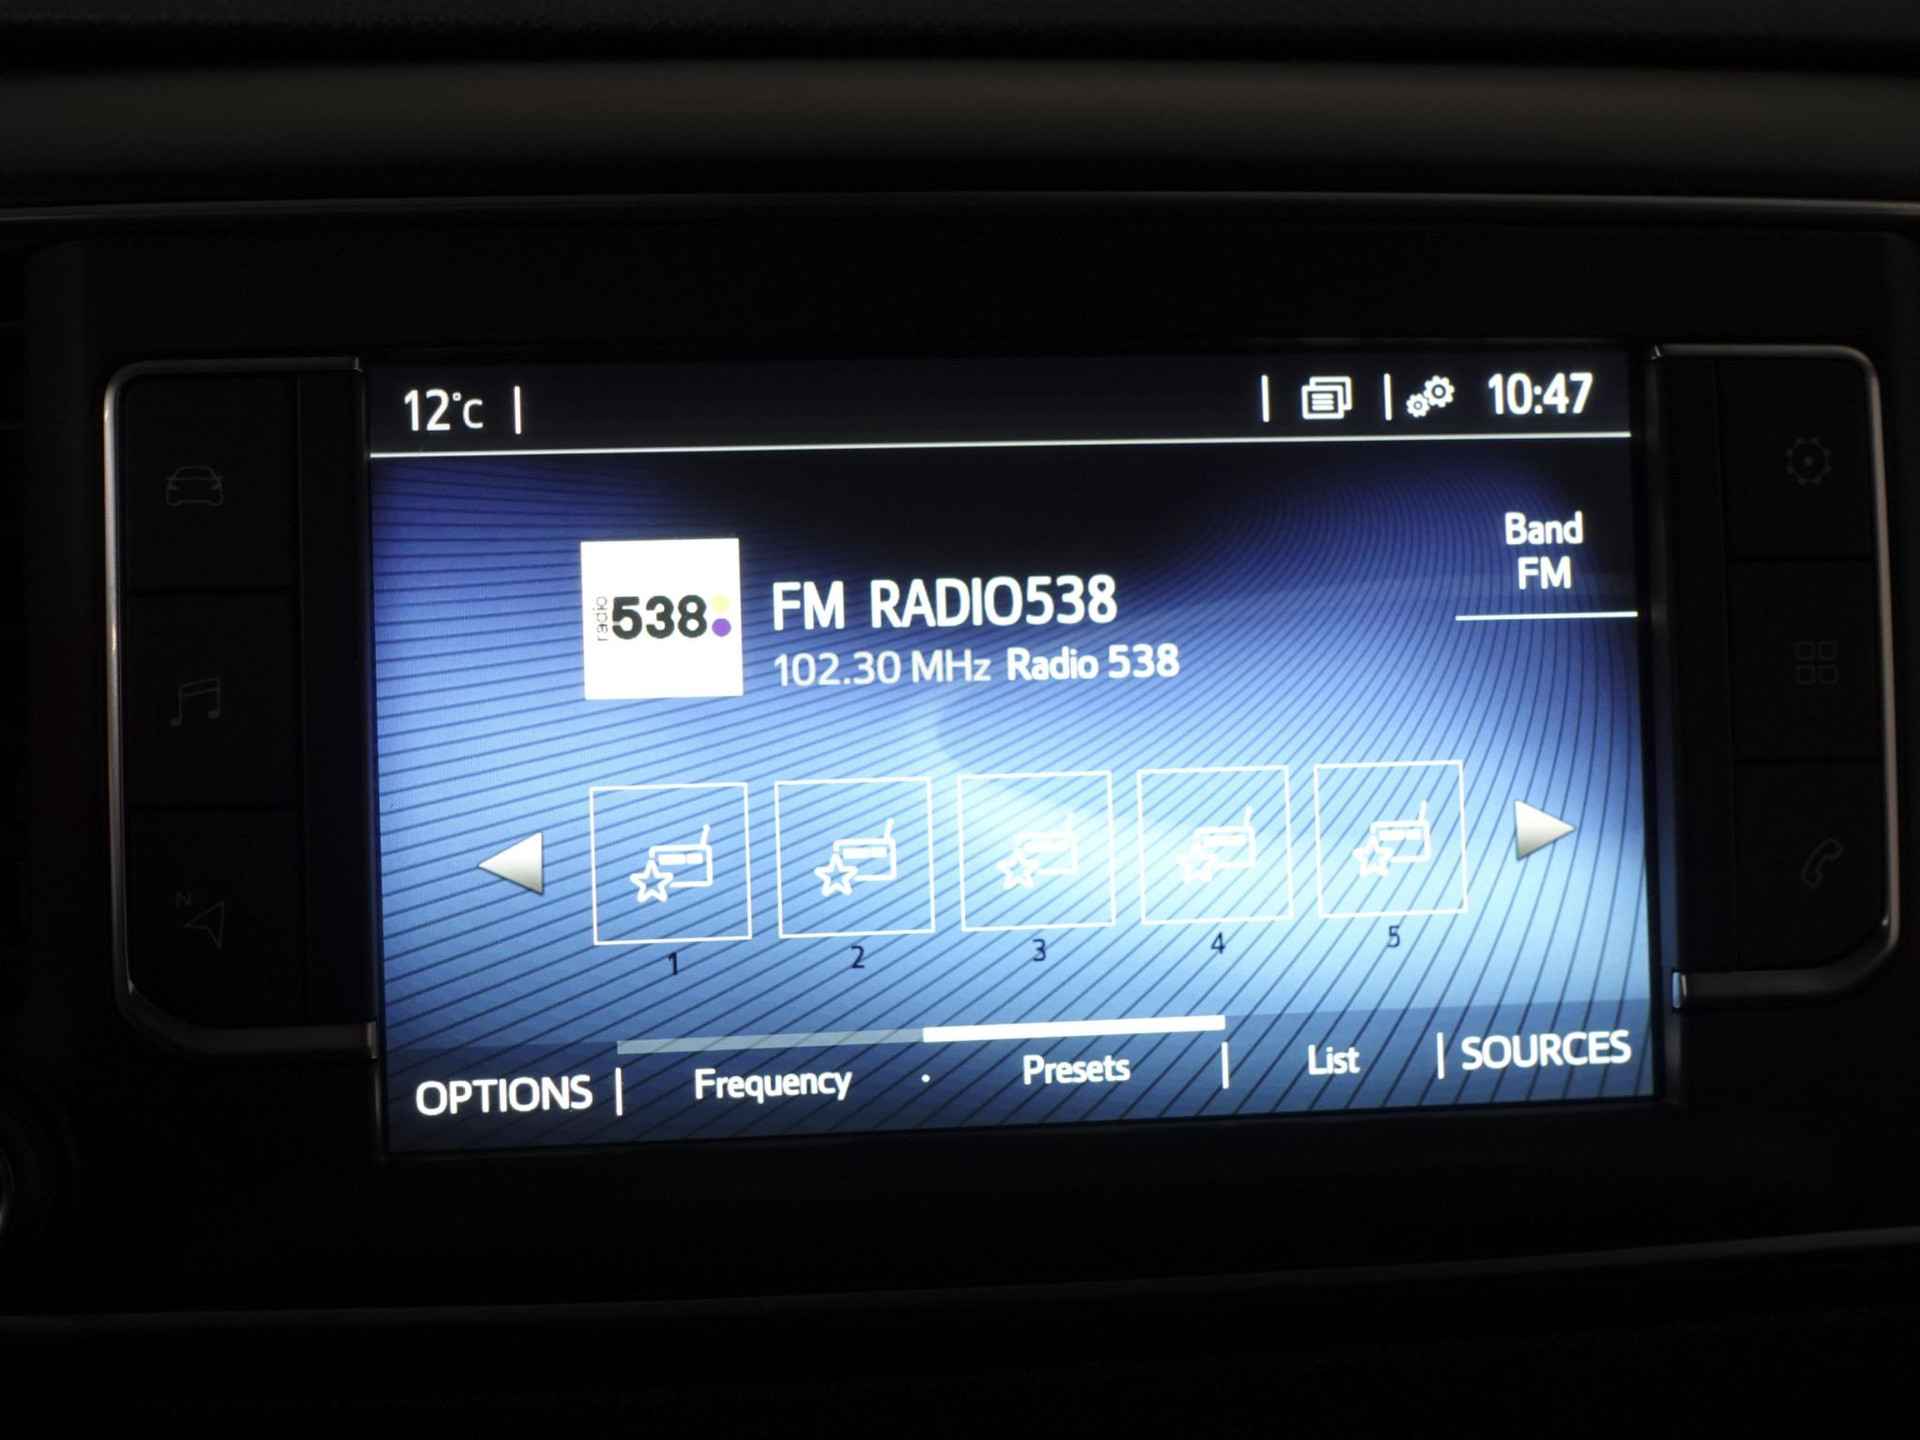 12°C
10:47
Band
FM
radio 538
FM RADIO538
102.30 MHz Radio 538
1 2 3 4 5
OPTIONS Frequency · Presets List SOURCES
N